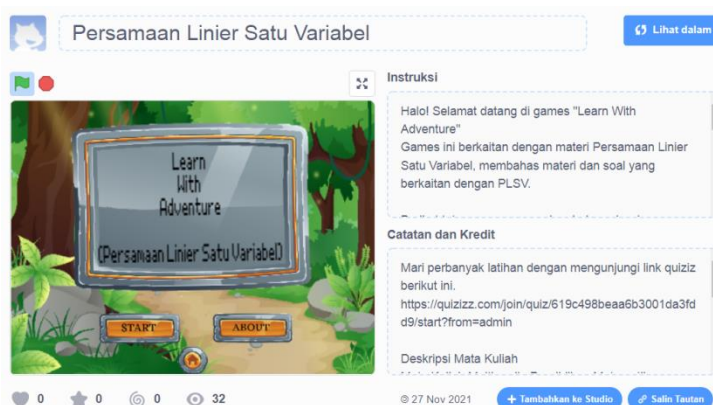 Persamaan Linier Satu Variabel
Lihat dalam
Instruksi
Halo! Selamat datang di games "Learn With
Adventure"
Games ini berkaitan dengan materi Persamaan Linier
Satu Variabel, membahas materi dan soal yang
berkaitan dengan PLSV.
Learn
With
Adventure
(Persamaan Linier Satu Variabel)
START
ABOUT
Catatan dan Kredit
Mari perbanyak latihan dengan mengunjungi link quiziz
berikut ini.
https://quizizz.com/join/quiz/619c498beaa6b3001da3fd
d9/start?from=admin
Deskripsi Mata Kuliah
0 0 0 32
© 27 Nov 2021
+ Tambahkan ke Studio
Salin Tautan